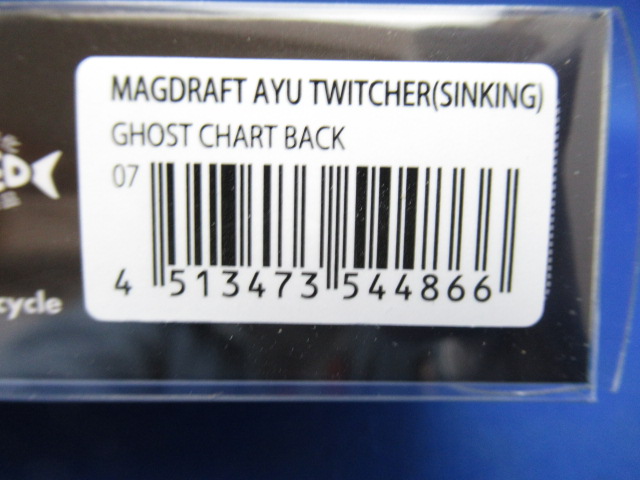 MAGDRAFT AYU TWITCHER(SINKING)
GHOST CHART BACK
07
4 513473 544866
cycle